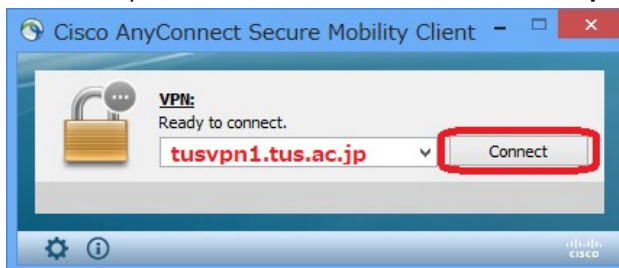 Cisco AnyConnect Secure Mobility Client
VPN:
Ready to connect.
tusvpn1.tus.ac.jp
Connect
cisco